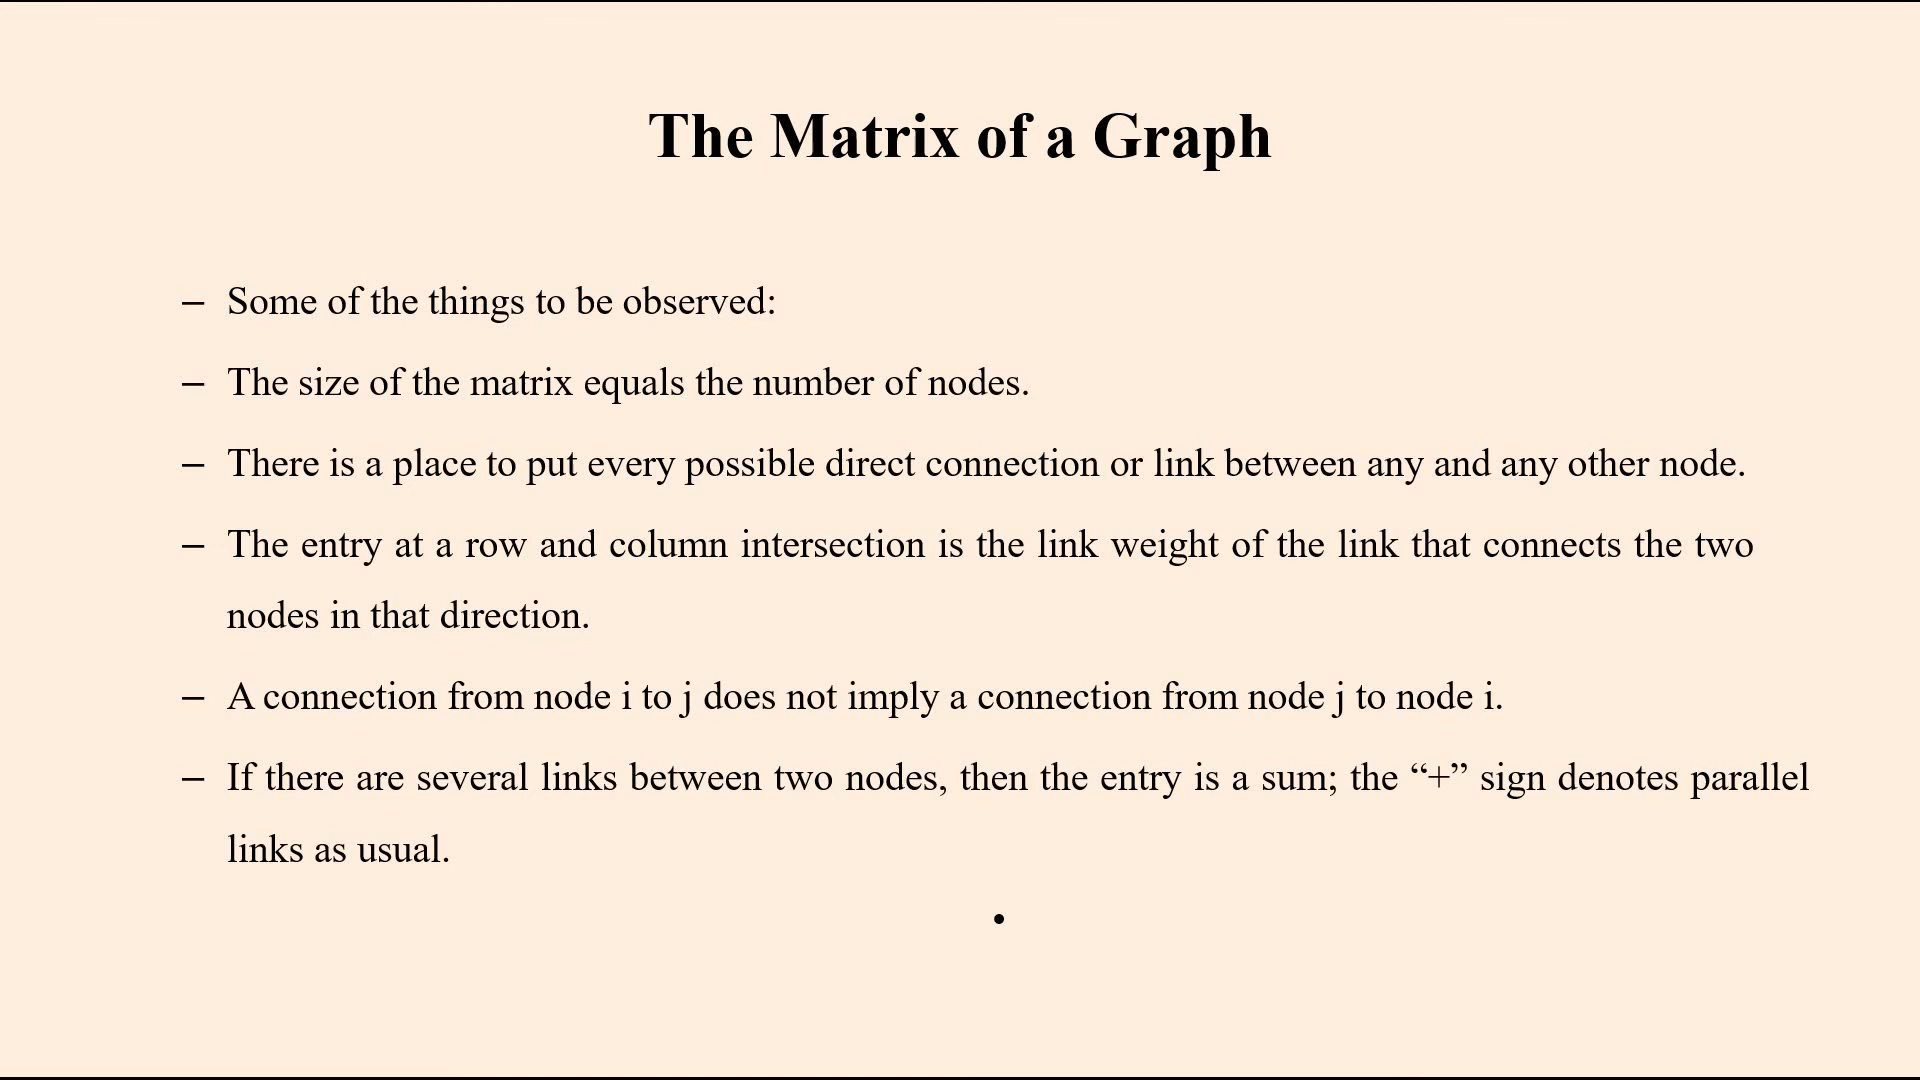 The Matrix of a Graph
– Some of the things to be observed:
– The size of the matrix equals the number of nodes.
– There is a place to put every possible direct connection or link between any and any other node.
– The entry at a row and column intersection is the link weight of the link that connects the two
nodes in that direction.
– A connection from node i to j does not imply a connection from node j to node i.
– If there are several links between two nodes, then the entry is a sum; the “+” sign denotes parallel
links as usual.
•